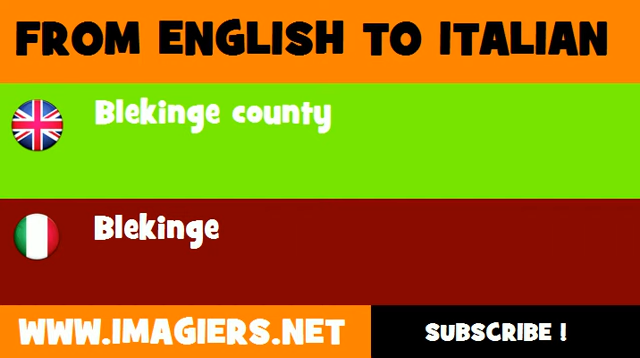 FROM ENGLISH TO ITALIAN
Blekinge county
Blekinge
WWW.IMAGIERS.NET
SUBSCRIBE !